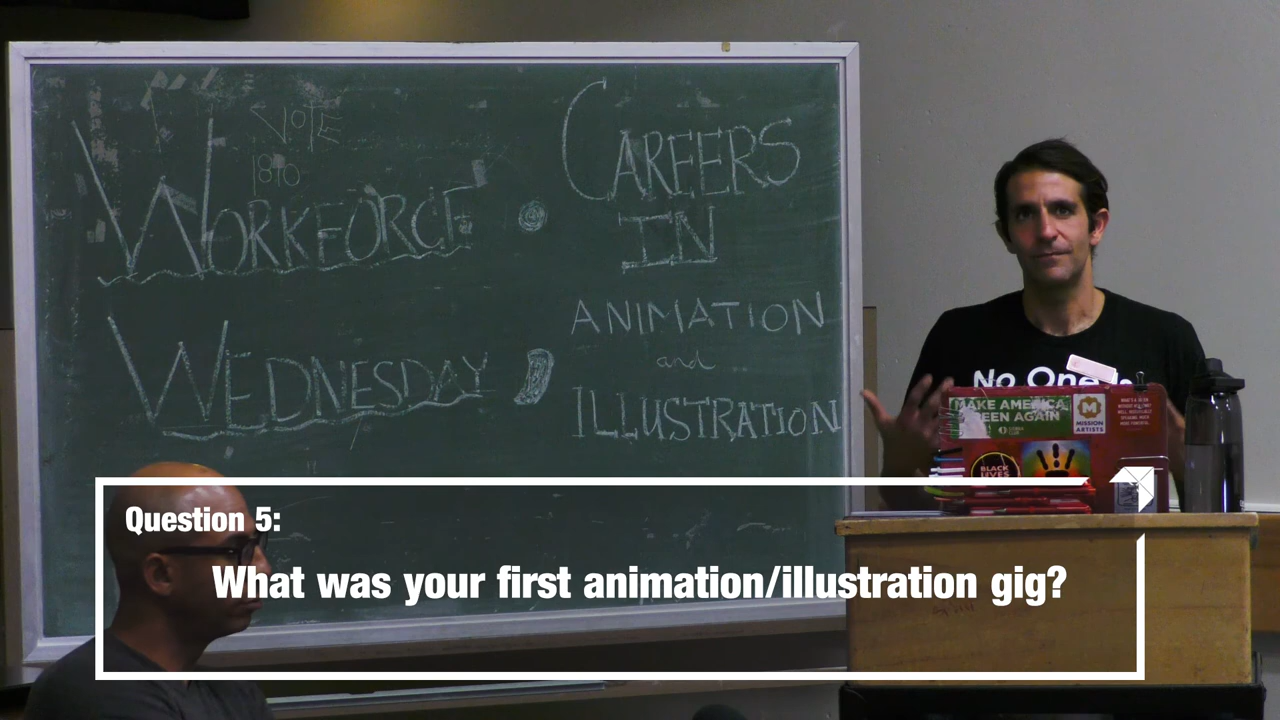 VOTE
1810
WORKFORCE
WEDNESDAY
CAREERS
IN
ANIMATION
and
ILLUSTRATION
No One Is
MAKE AMERICA
GREEN AGAIN
MISSION
ARTISTS
BLACK
LIVES
Question 5:
What was your first animation/illustration gig?